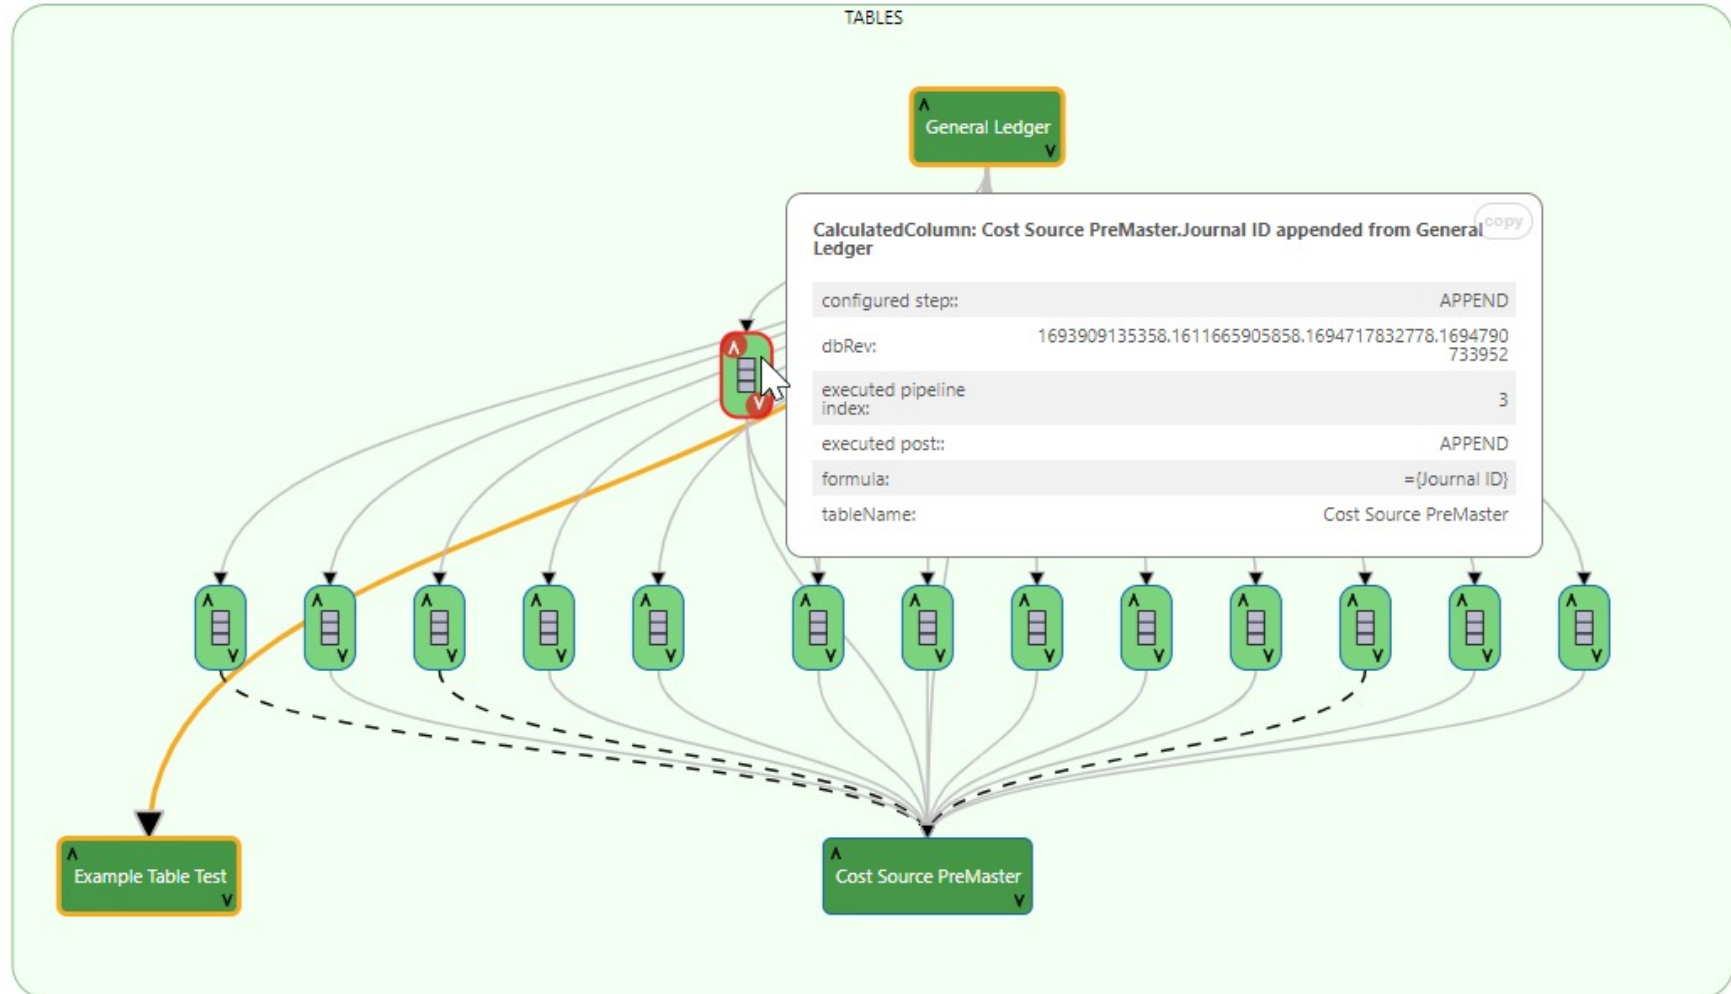 TABLES
General Ledger
copy
CalculatedColumn: Cost Source PreMaster.Journal ID appended from General
Ledger
configured step:: APPEND
dbRev: 1693909135358.1611665905858.1694717832778.1694790
733952
executed pipeline
index: 3
executed post:: APPEND
formula: ={Journal ID}
tableName: Cost Source PreMaster
Example Table Test
Cost Source PreMaster